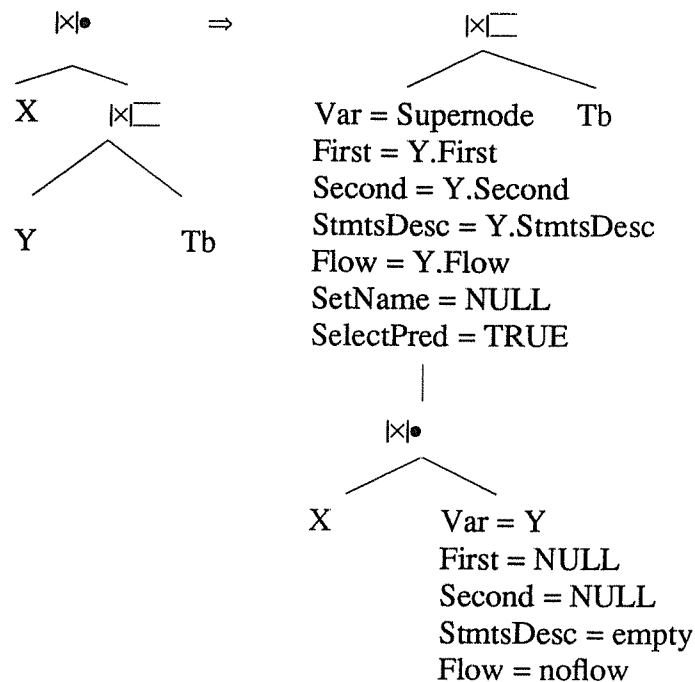 |×|● ⇒ |×|⊏
X |×|⊏
Var = Supernode Tb
First = Y.First
Second = Y.Second
Y Tb
StmtsDesc = Y.StmtsDesc
Flow = Y.Flow
SetName = NULL
SelectPred = TRUE
|×|●
X Var = Y
First = NULL
Second = NULL
StmtsDesc = empty
Flow = noflow